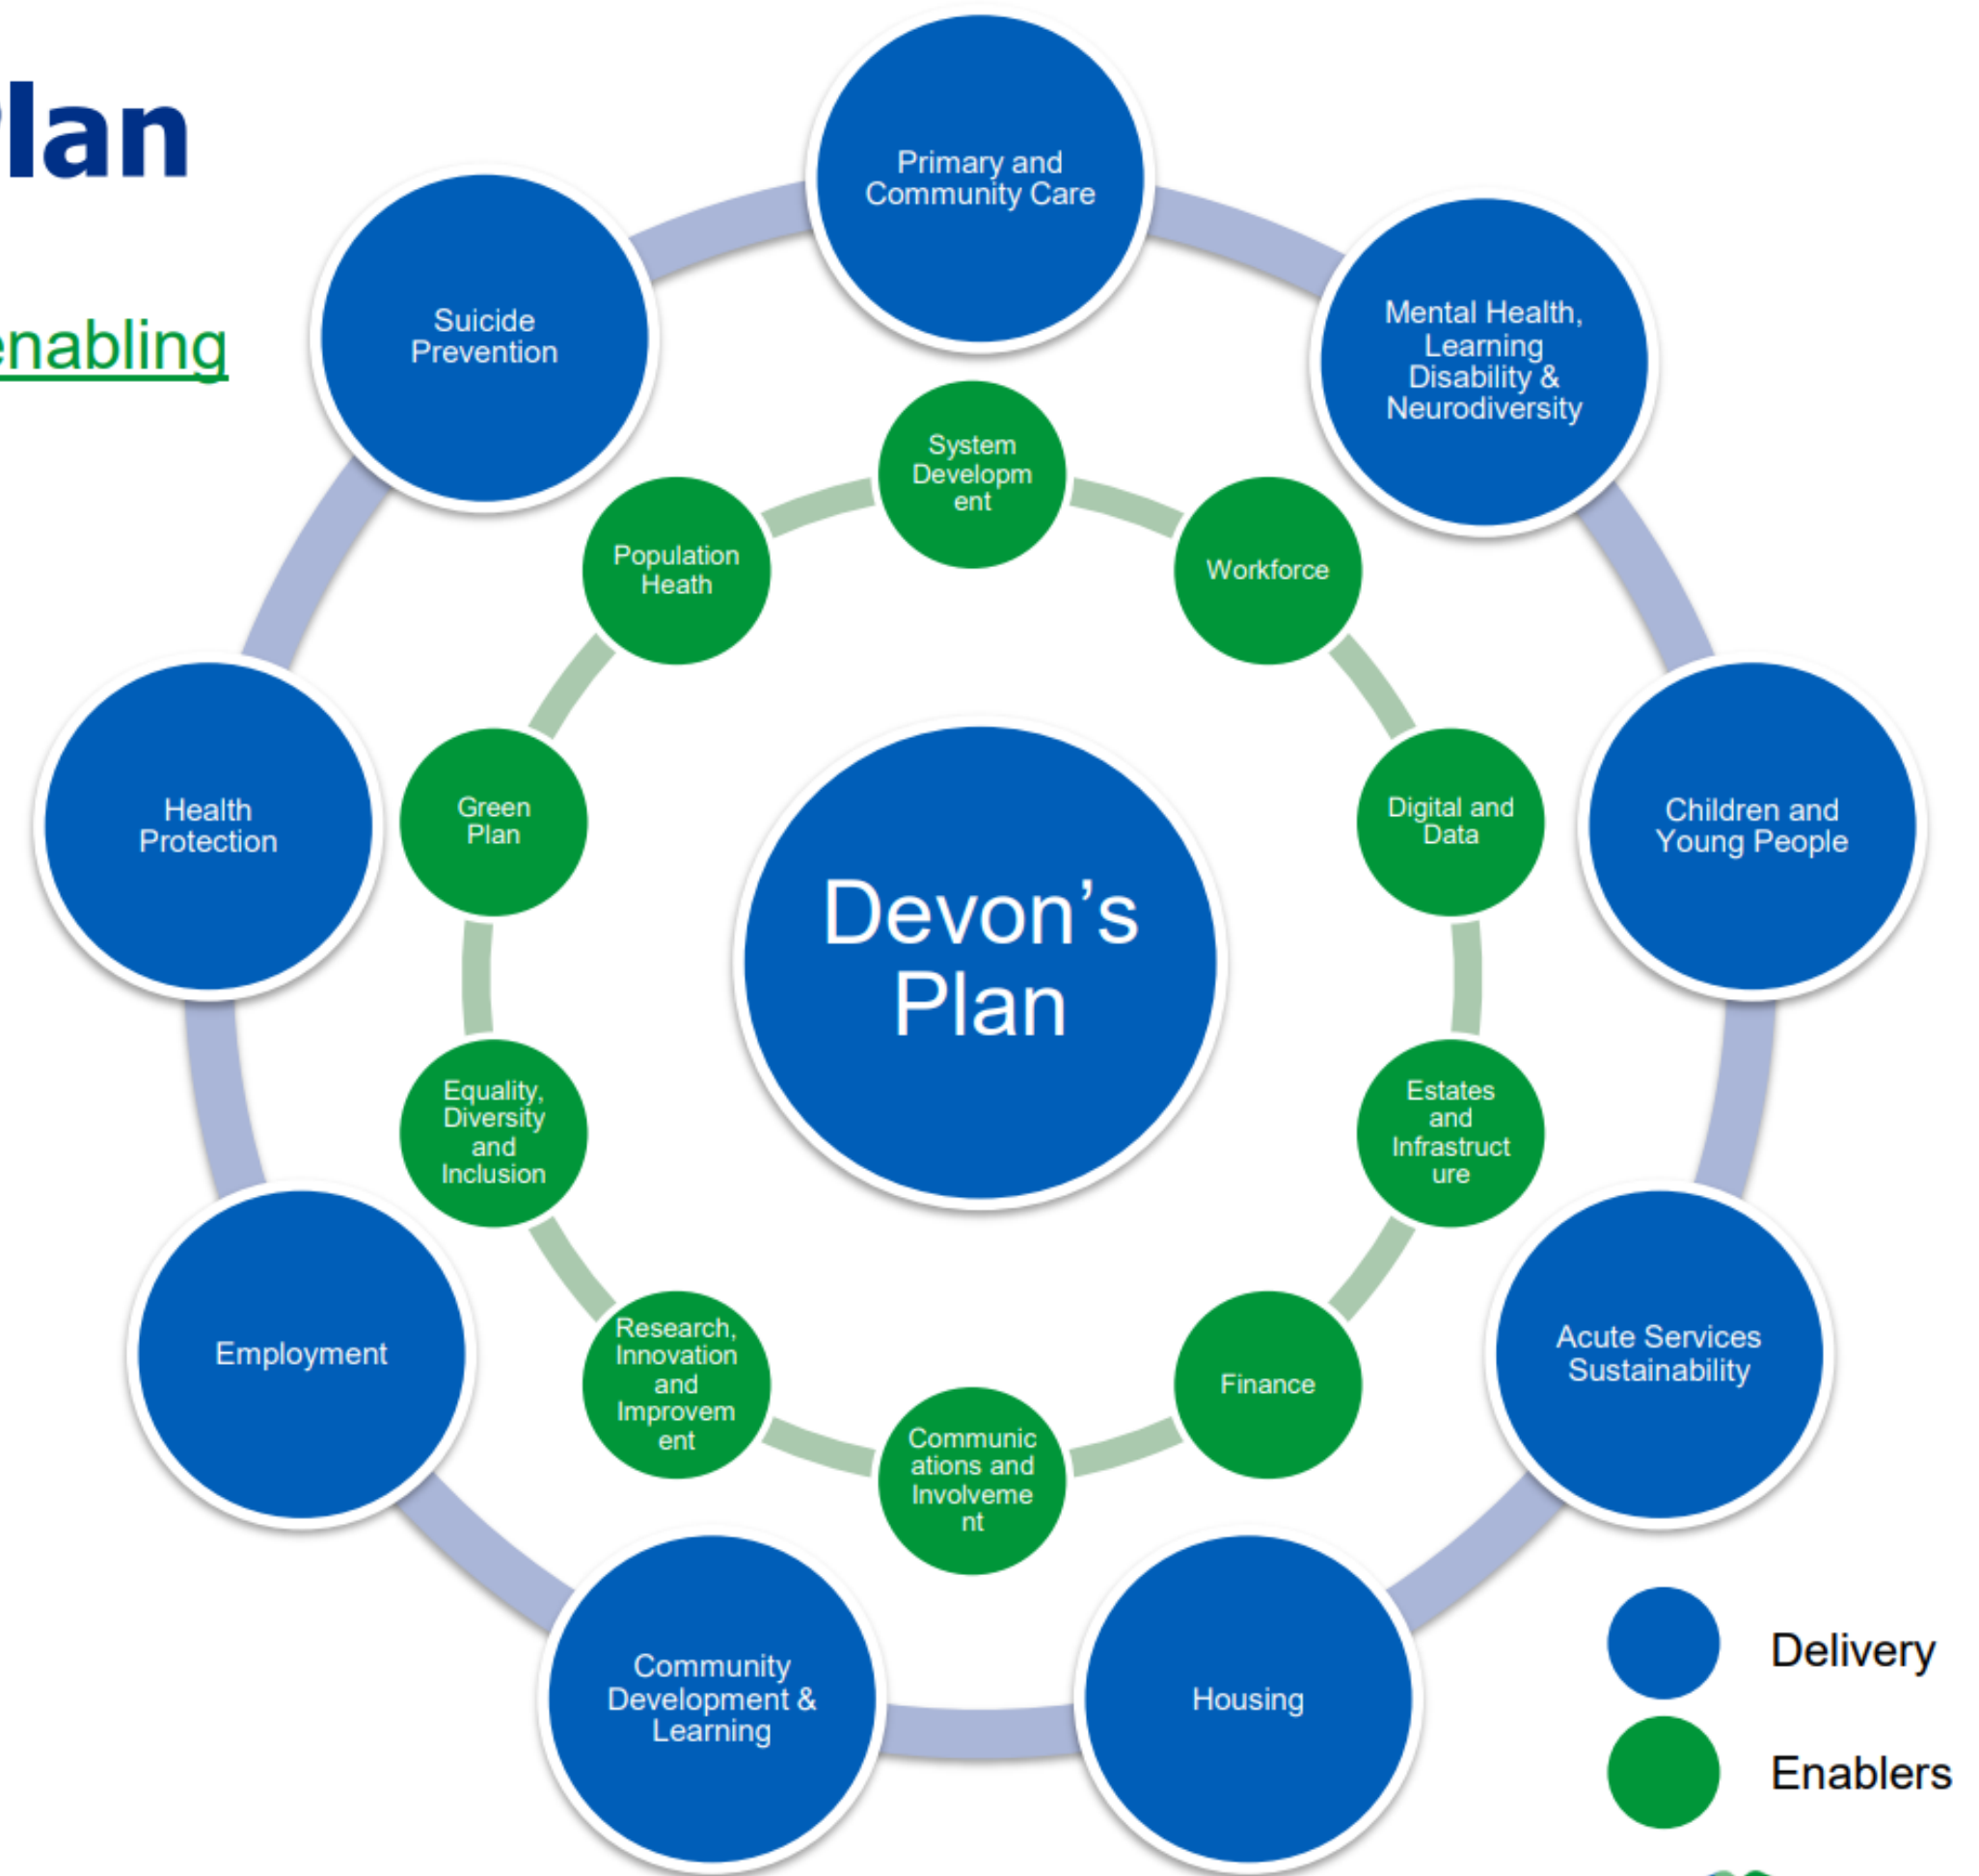 Plan
enabling
Primary and
Community Care
Mental Health,
Learning
Disability &
Neurodiversity
Children and
Young People
Acute Services
Sustainability
Housing
Community
Development &
Learning
Employment
Health
Protection
Suicide
Prevention
System
Developm
ent
Workforce
Digital and
Data
Estates
and
Infrastruct
ure
Finance
Communic
ations and
Involveme
nt
Research,
Innovation
and
Improvem
ent
Equality,
Diversity
and
Inclusion
Green
Plan
Population
Heath
Devon’s
Plan
Delivery
Enablers